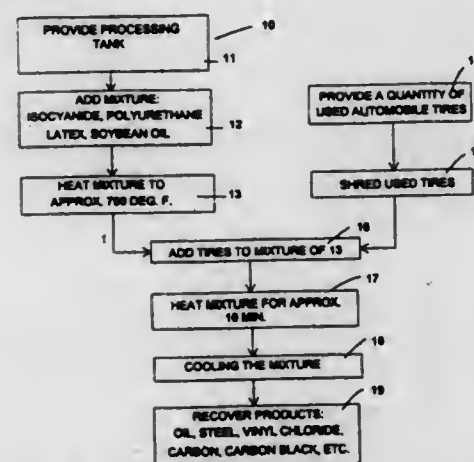 PROVIDE PROCESSING
TANK
10
11
ADD MIXTURE:
ISOCYANIDE, POLYURETHANE
LATEX, SOYBEAN OIL
12
HEAT MIXTURE TO
APPROX. 700 DEG. F.
13
1
PROVIDE A QUANTITY OF
USED AUTOMOBILE TIRES
1
SHRED USED TIRES
16
ADD TIRES TO MIXTURE OF 13
17
HEAT MIXTURE FOR APPROX.
10 MIN.
18
COOLING THE MIXTURE
19
RECOVER PRODUCTS:
OIL, STEEL, VINYL CHLORIDE,
CARBON, CARBON BLACK, ETC.